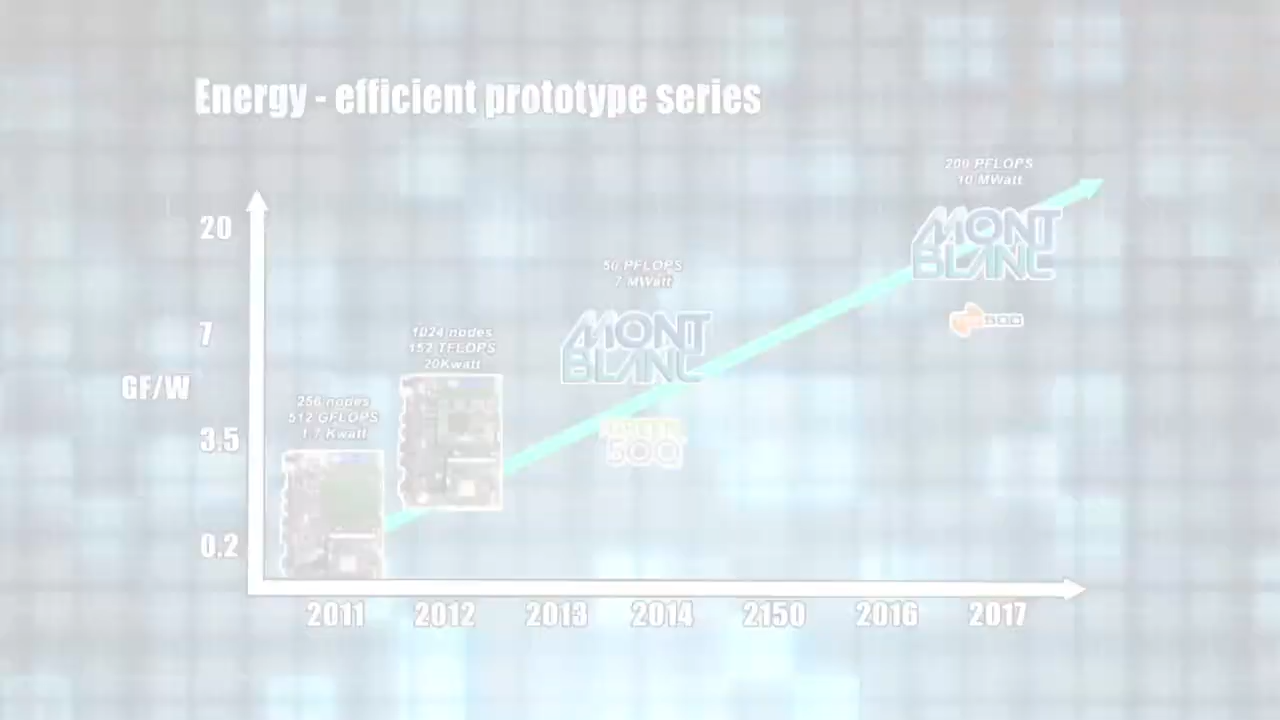 Energy - efficient prototype series
200 PFLOPS
10 MWatt
20
MONT
BLANC
50 PFLOPS
7 MWatt
500
7
MONT
BLANC
1024 nodes
152 TFLOPS
20Kwatt
GF/W
256 nodes
512 GFLOPS
1.7 Kwatt
3.5
GREEN
500
0.2
2011 2012 2013 2014 2150 2016 2017